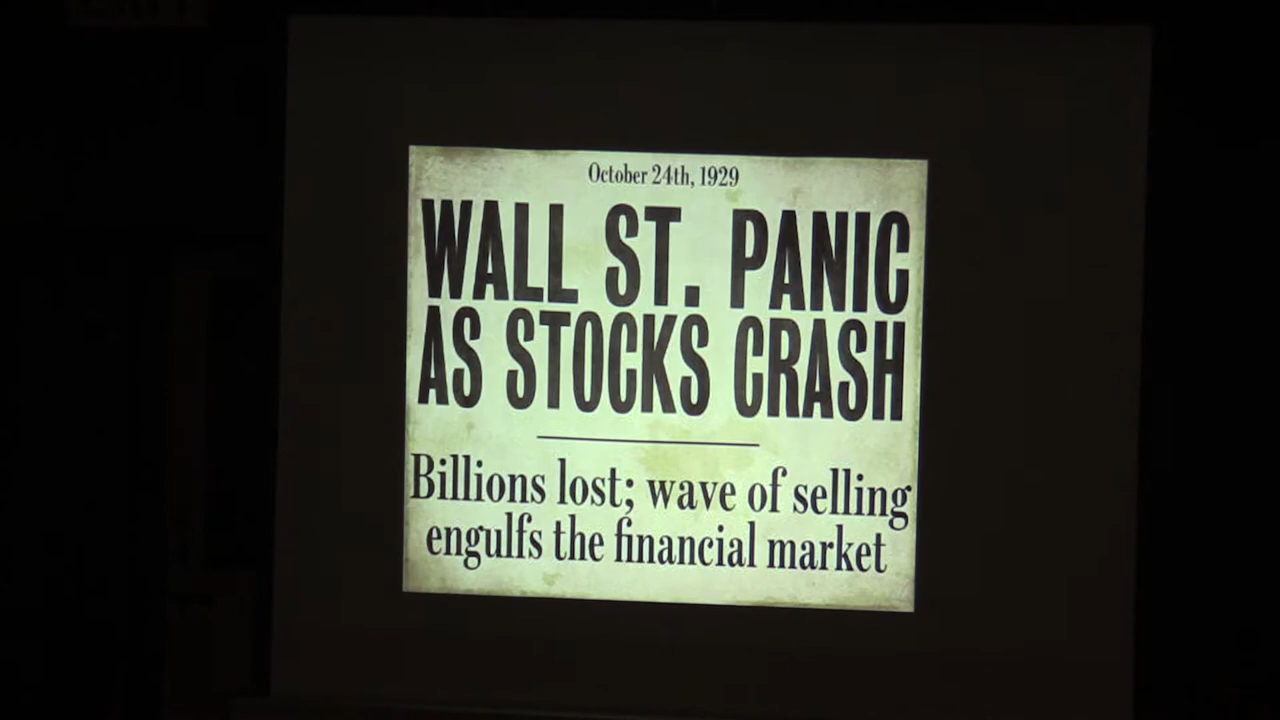 October 24th, 1929
WALL ST. PANIC
AS STOCKS CRASH
Billions lost; wave of selling
engulfs the financial market